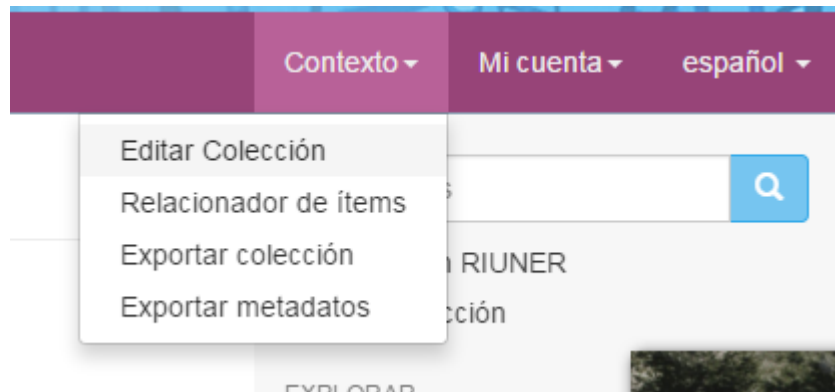 Contexto
Mi cuenta
español
Editar Colección
Relacionador de ítems
Exportar colección
RIUNER
Exportar metadatos